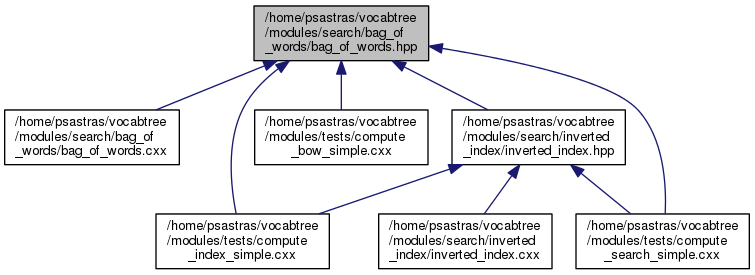 /home/psastras/vocabtree
/modules/search/bag_of
_words/bag_of_words.hpp
/home/psastras/vocabtree
/modules/search/bag_of
_words/bag_of_words.cxx
/home/psastras/vocabtree
/modules/tests/compute
_bow_simple.cxx
/home/psastras/vocabtree
/modules/search/inverted
_index/inverted_index.hpp
/home/psastras/vocabtree
/modules/tests/compute
_index_simple.cxx
/home/psastras/vocabtree
/modules/search/inverted
_index/inverted_index.cxx
/home/psastras/vocabtree
/modules/tests/compute
_search_simple.cxx